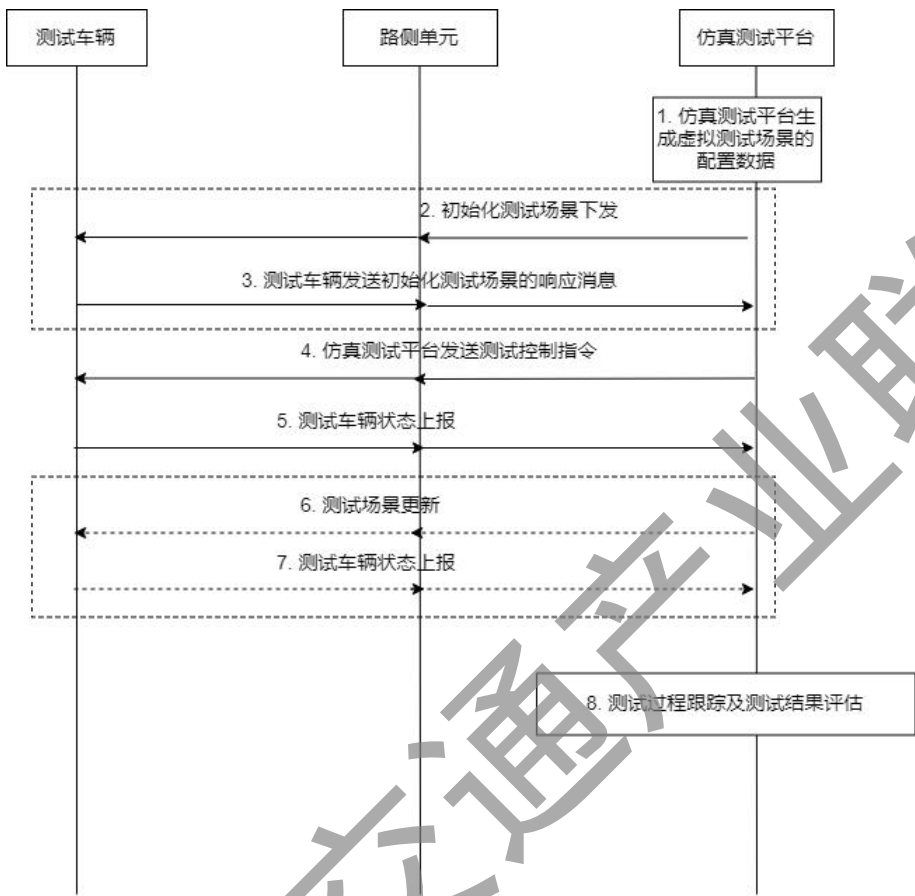 测试车辆
路侧单元
仿真测试平台
1. 仿真测试平台生
成虚拟测试场景的
配置数据
2. 初始化测试场景下发
3. 测试车辆发送初始化测试场景的响应消息
4. 仿真测试平台发送测试控制指令
5. 测试车辆状态上报
6. 测试场景更新
7. 测试车辆状态上报
8. 测试过程跟踪及测试结果评估
交通产业联